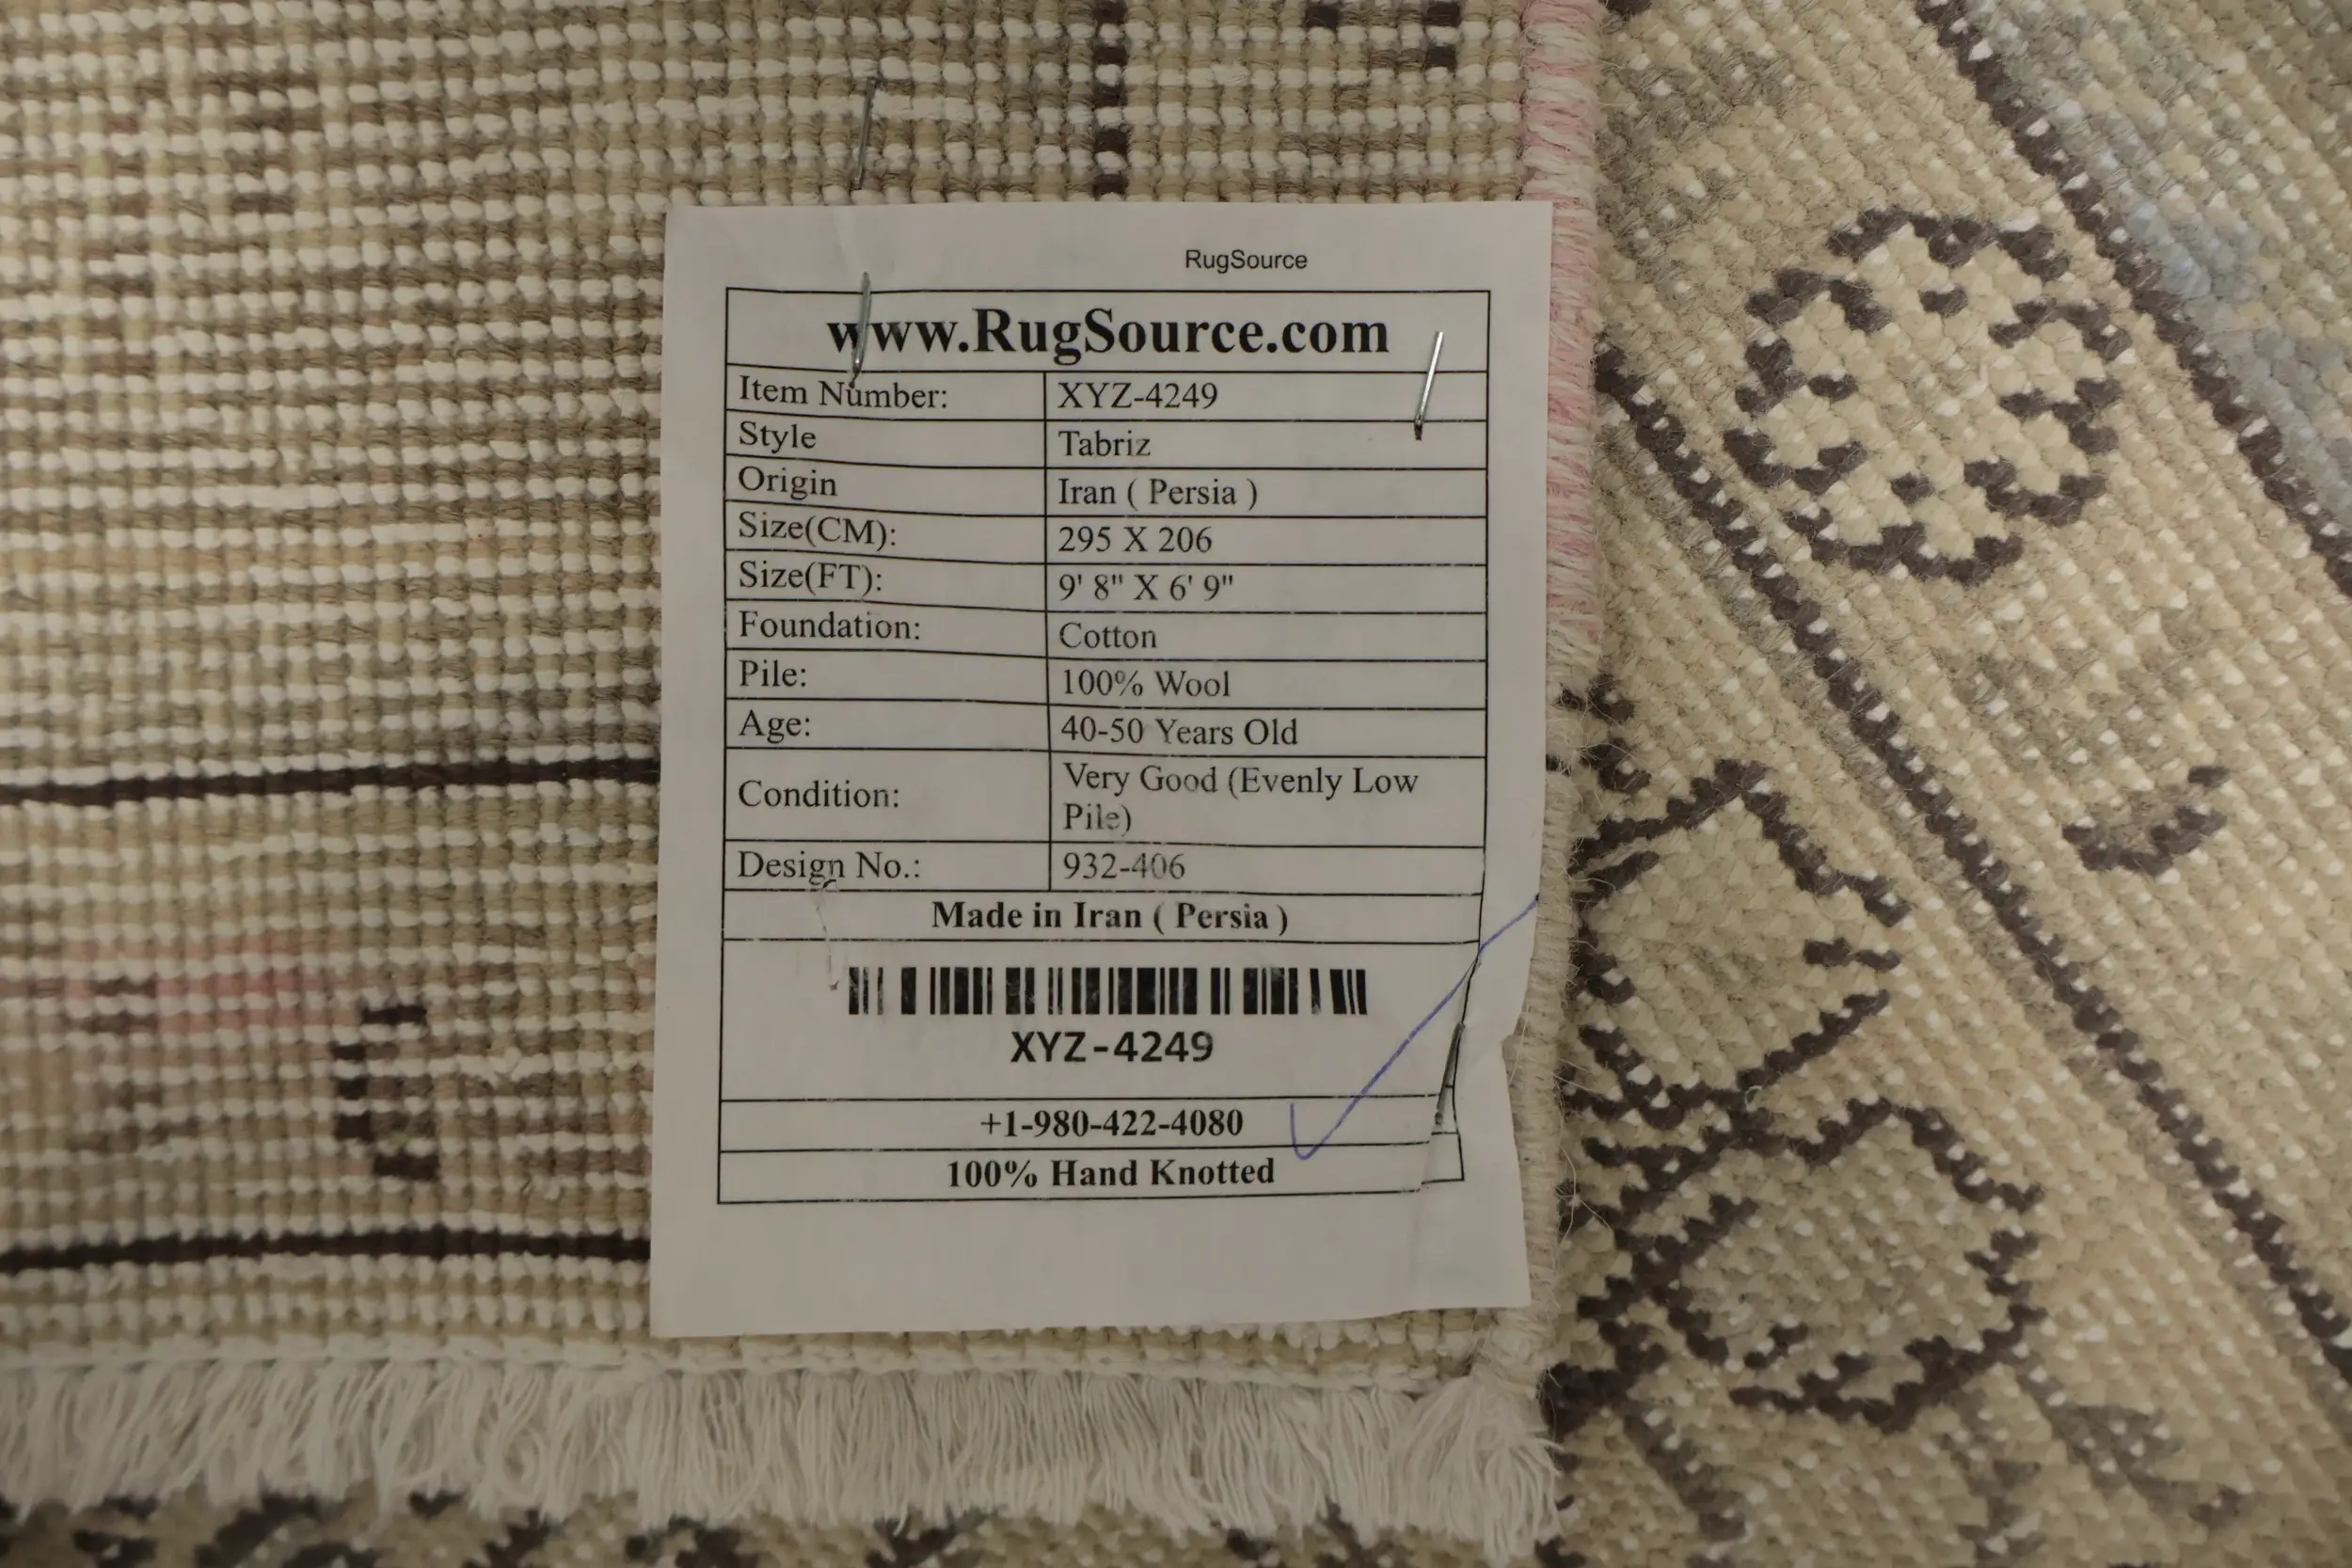 RugSource
www.RugSource.com
Item Number: XYZ-4249
Style Tabriz
Origin Iran ( Persia )
Size(CM): 295 X 206
Size(FT): 9' 8" X 6' 9"
Foundation: Cotton
Pile: 100% Wool
Age: 40-50 Years Old
Condition: Very Good (Evenly Low
Pile)
Design No.: 932-406
Made in Iran ( Persia )
XYZ-4249
+1-980-422-4080
100% Hand Knotted